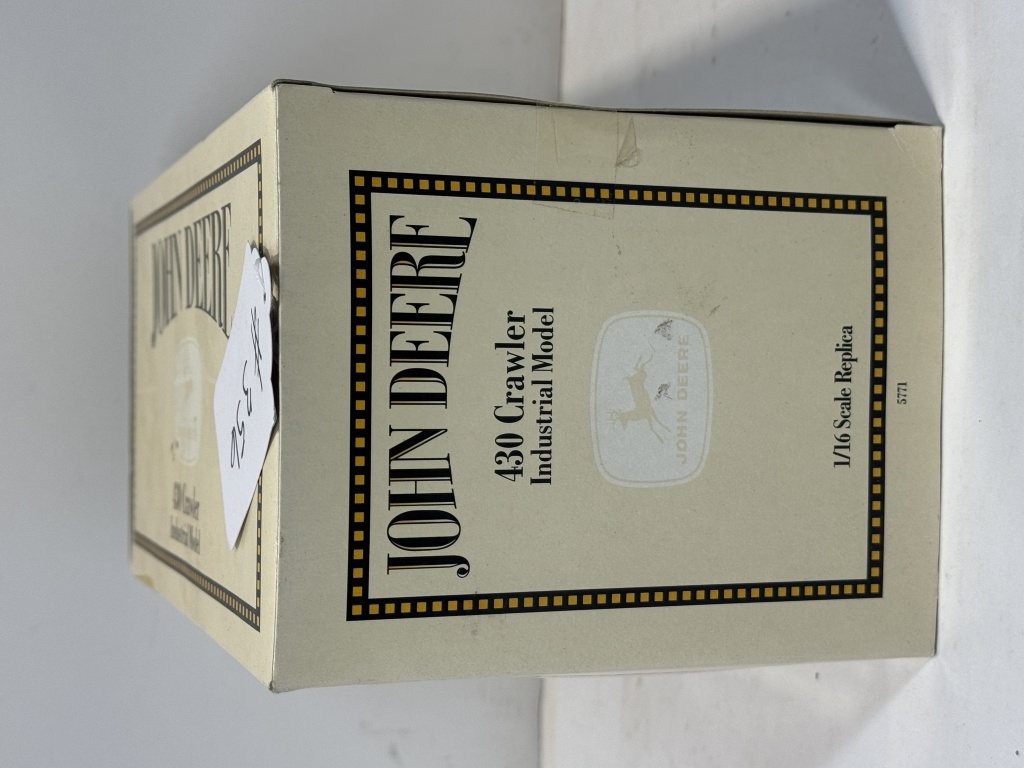 JOHN DEERE
430 Crawler
Industrial Model
JOHN DEERE
1/16 Scale Replica
5771
JOHN DEERE
430 Crawler
Industrial Model
# 356